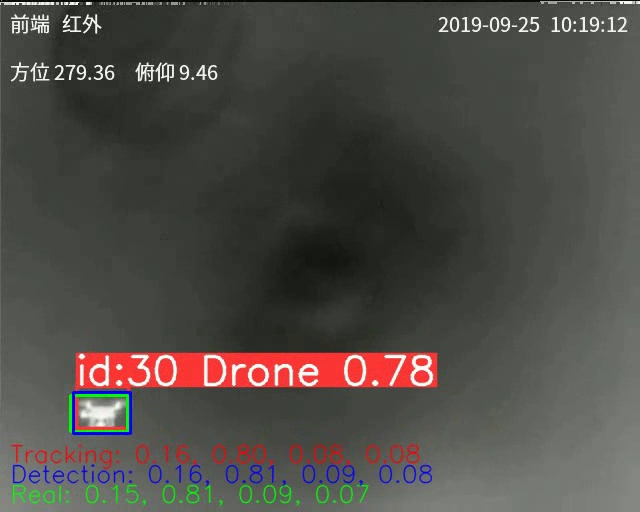 前端 红外 2019-09-25 10:19:12
方位 279.36 俯仰 9.46
id:30 Drone 0.78
Tracking: 0.16, 0.80, 0.08, 0.08
Detection: 0.16, 0.81, 0.09, 0.08
Real: 0.15, 0.81, 0.09, 0.07